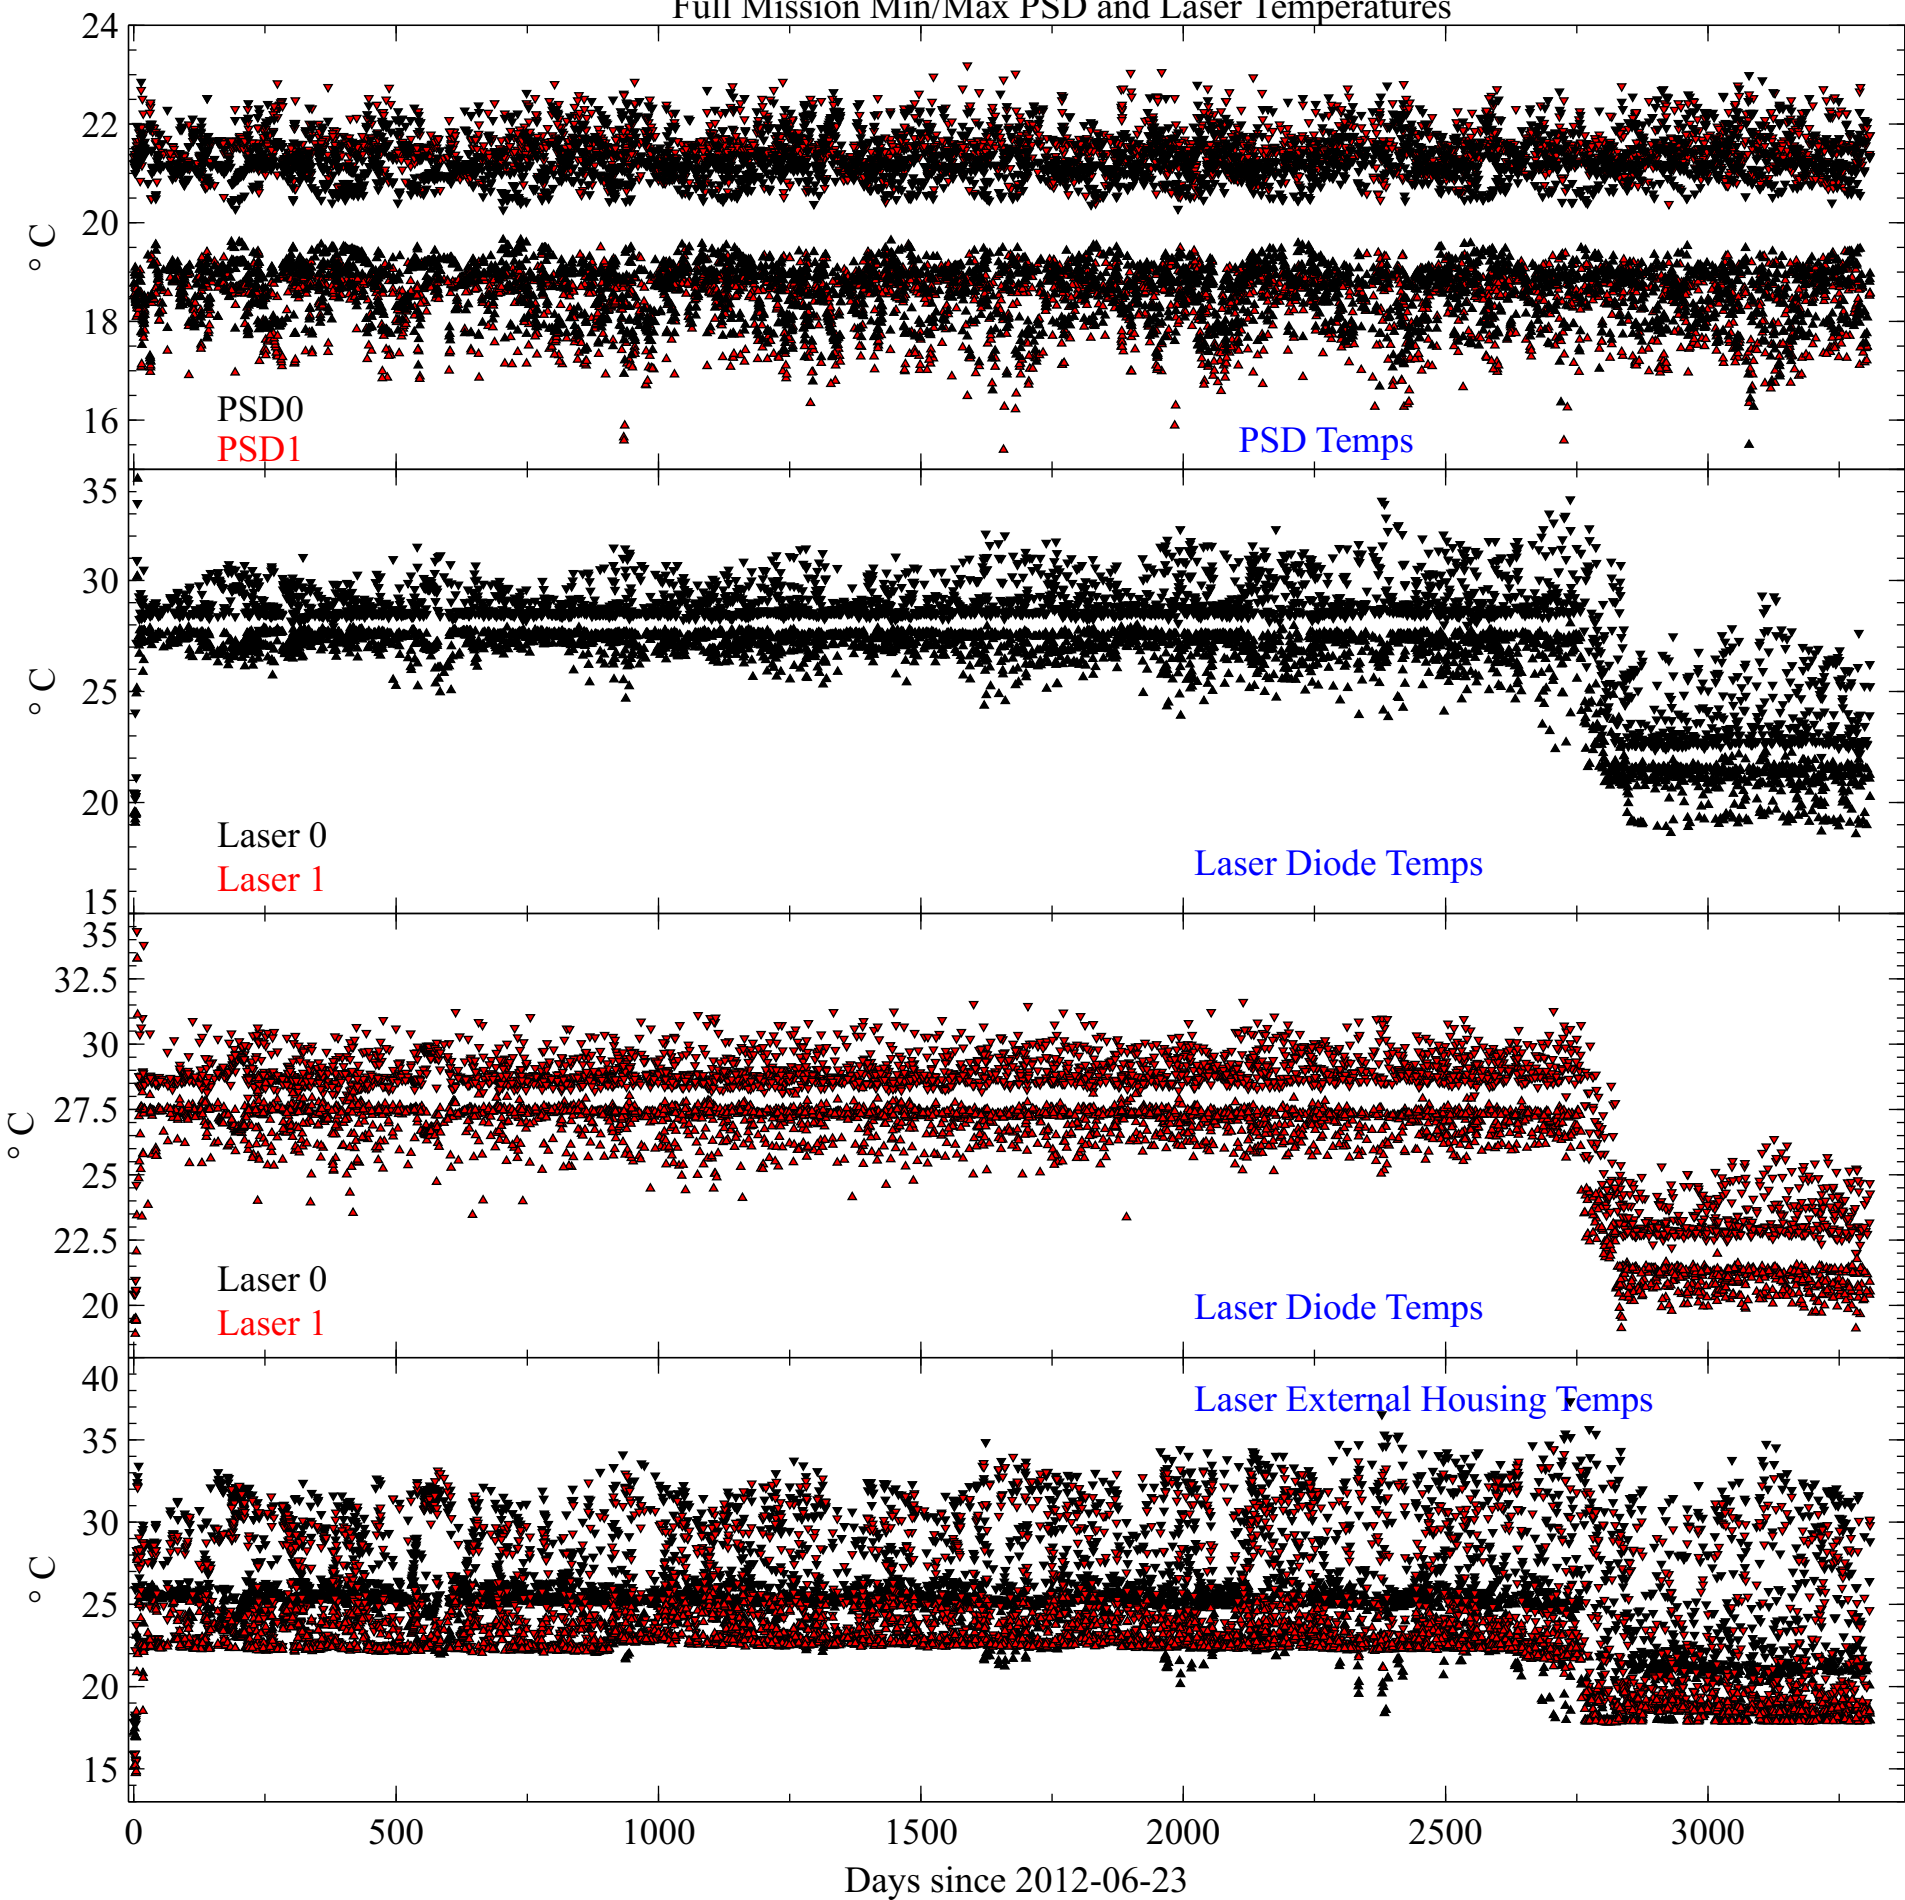 Full Mission Min/Max PSD and Laser Temperatures
24
22
20
18
16
° C
PSD0
PSD1
PSD Temps
35
30
25
20
15
° C
Laser 0
Laser 1
Laser Diode Temps
35
32.5
30
27.5
25
22.5
20
° C
Laser 0
Laser 1
Laser Diode Temps
40
35
30
25
20
15
° C
Laser External Housing Temps
0 500 1000 1500 2000 2500 3000
Days since 2012-06-23